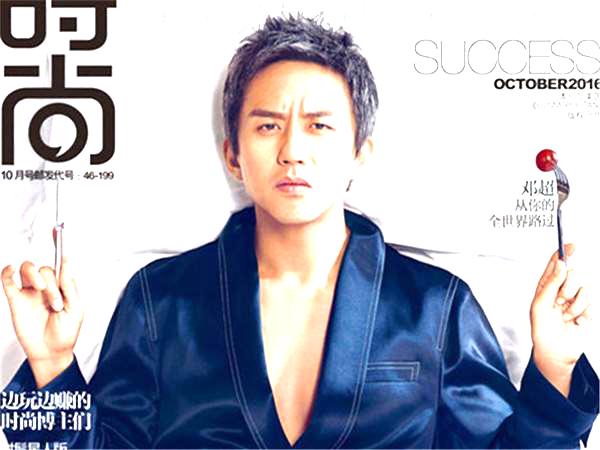 时尚
SUCCESS
OCTOBER2016
10月号邮发代号：46-199
邓超
从你的
全世界路过
边玩边赚的
时尚博主们